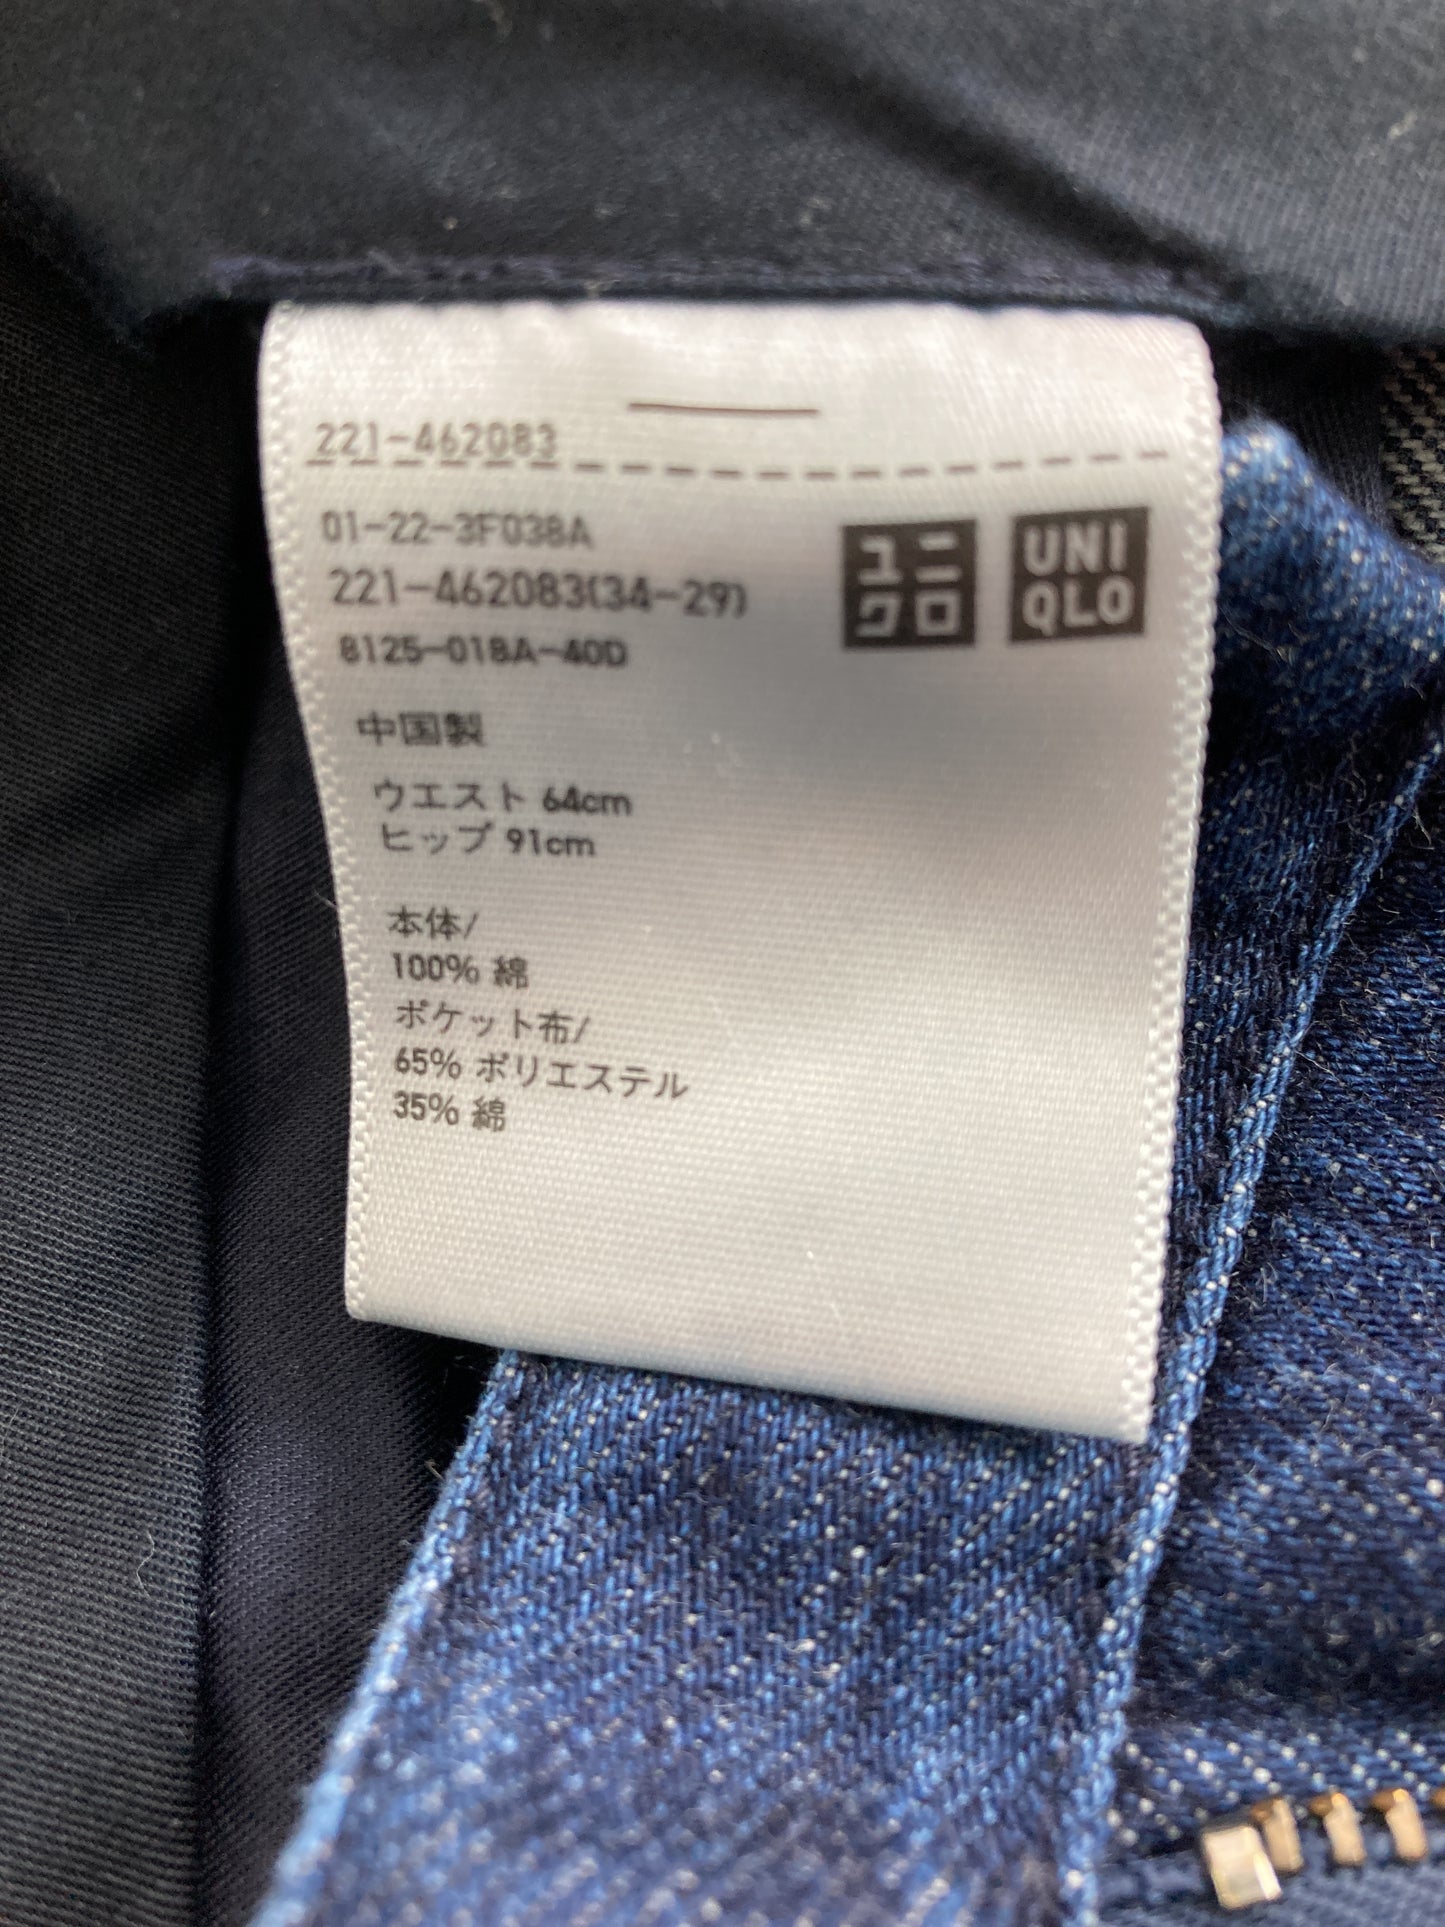 221-462083
01-22-3F038A
221-462083(34-29)
8125-018A-40D
ユニ
クロ
UNI
QLO
中国製
ウエスト 64cm
ヒップ 91cm
本体/
100% 綿
ポケット布/
65% ポリエステル
35% 綿